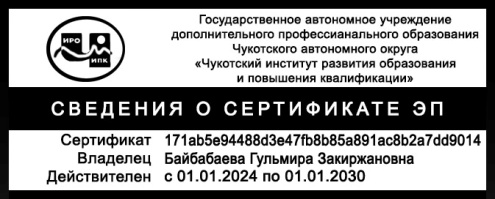 ИРО
ИПК
Государственное автономное учреждение
дополнительного профессианального образования
Чукотского автономного округа
«Чукотский институт развития образования
и повышения квалификации»
СВЕДЕНИЯ О СЕРТИФИКАТЕ ЭП
Сертификат 171ab5e94488d3e47fb8b85a891ac8b2a7dd9014
Владелец Байбабаева Гульмира Закиржановна
Действителен с 01.01.2024 по 01.01.2030